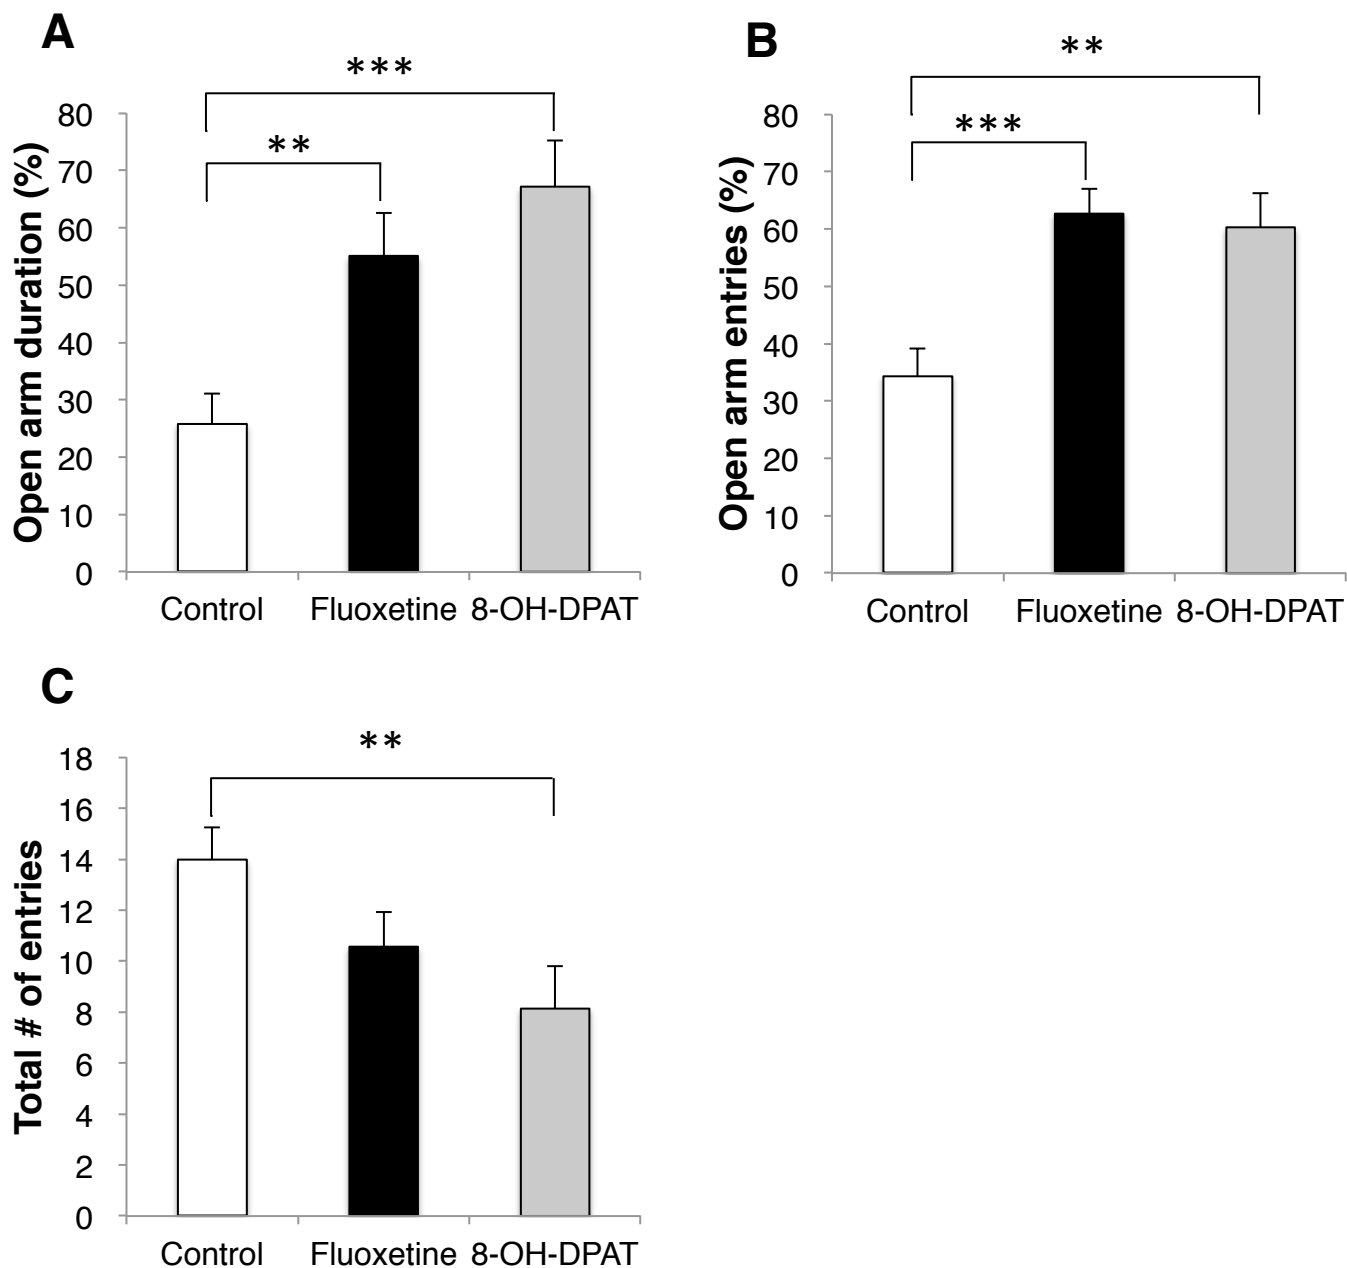 A
***
**
Open arm duration (%)
80
70
60
50
40
30
20
10
0
Control
Fluoxetine
8-OH-DPAT
B
**
***
Open arm entries (%)
80
70
60
50
40
30
20
10
0
Control
Fluoxetine
8-OH-DPAT
C
**
Total # of entries
18
16
14
12
10
8
6
4
2
0
Control
Fluoxetine
8-OH-DPAT